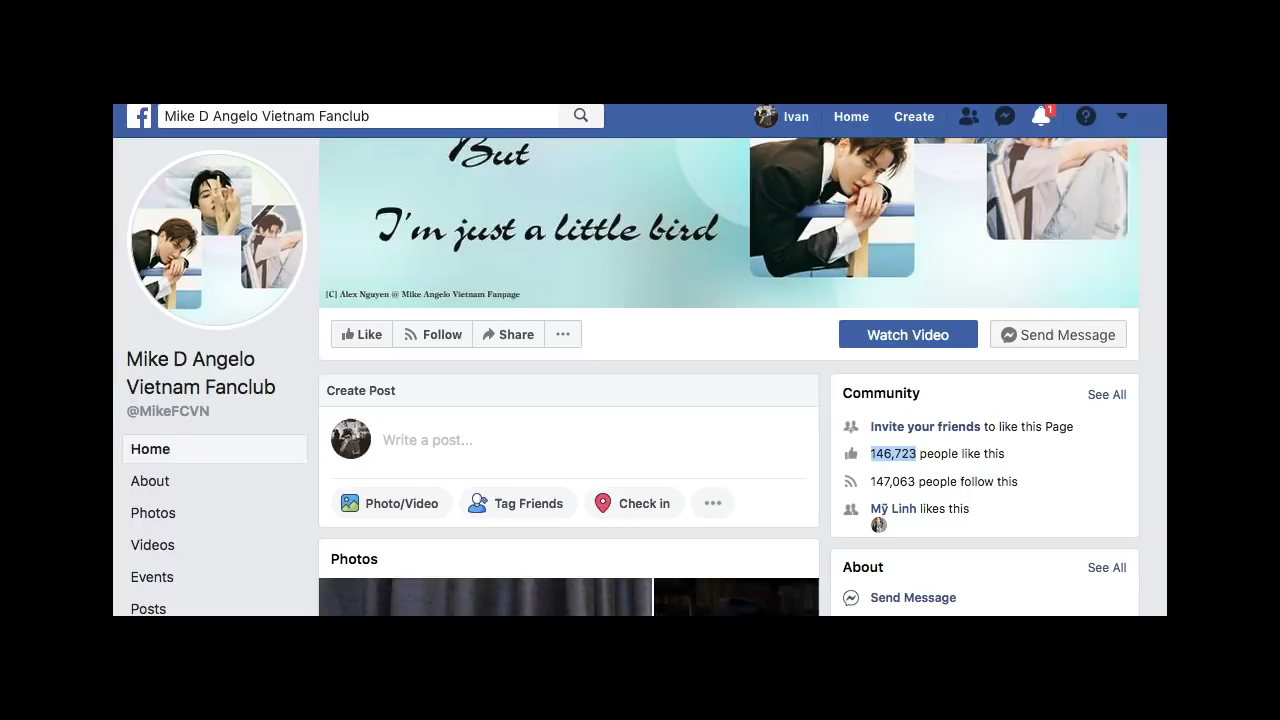 Mike D Angelo Vietnam Fanclub
Ivan
Home
Create
1
But
I'm just a little bird
[C] Alex Nguyen @ Mike Angelo Vietnam Fanpage
Like
Follow
Share
Watch Video
Send Message
Mike D Angelo
Vietnam Fanclub
@MikeFCVN
Home
About
Photos
Videos
Events
Posts
Create Post
Write a post...
Photo/Video
Tag Friends
Check in
Photos
Community
See All
Invite your friends to like this Page
146,723 people like this
147,063 people follow this
Mỹ Linh likes this
About
See All
Send Message